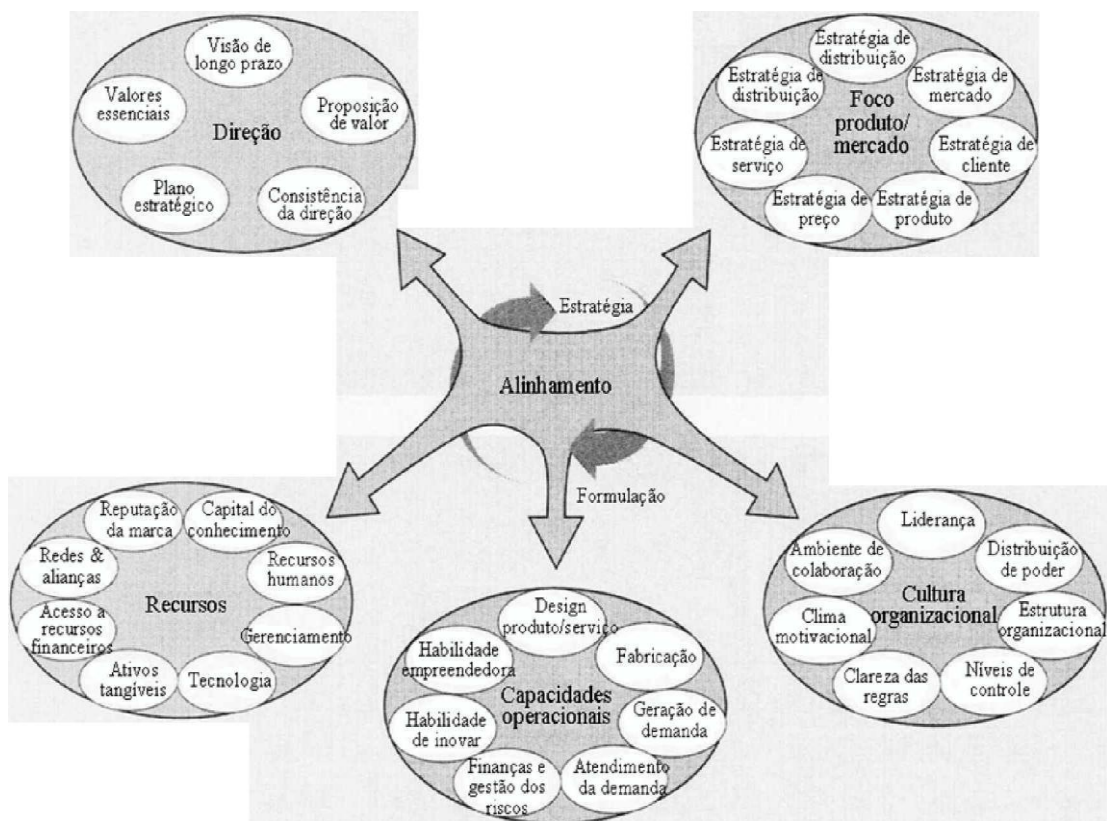 Visão de
longo prazo
Valores
essenciais
Direção
Proposição
de valor
Plano
estratégico
Consistência
da direção
Estratégia de
distribuição
Estratégia de
distribuição
Estratégia de
mercado
Foco
produto/
mercado
Estratégia de
serviço
Estratégia de
cliente
Estratégia de
preço
Estratégia de
produto
Estratégia
Alinhamento
Formulação
Reputação
da marca
Capital do
conhecimento
Redes &
alianças
Recursos
humanos
Recursos
Acesso a
recursos
financeiros
Gerenciamento
Ativos
tangíveis
Tecnologia
Design
produto/serviço
Habilidade
empreendedora
Fabricação
Capacidades
operacionais
Habilidade
de inovar
Geração de
demanda
Finanças e
gestão dos
riscos
Atendimento
da demanda
Liderança
Ambiente de
colaboração
Distribuição
de poder
Cultura
organizacional
Clima
motivacional
Estrutura
organizacional
Clareza das
regras
Níveis de
controle